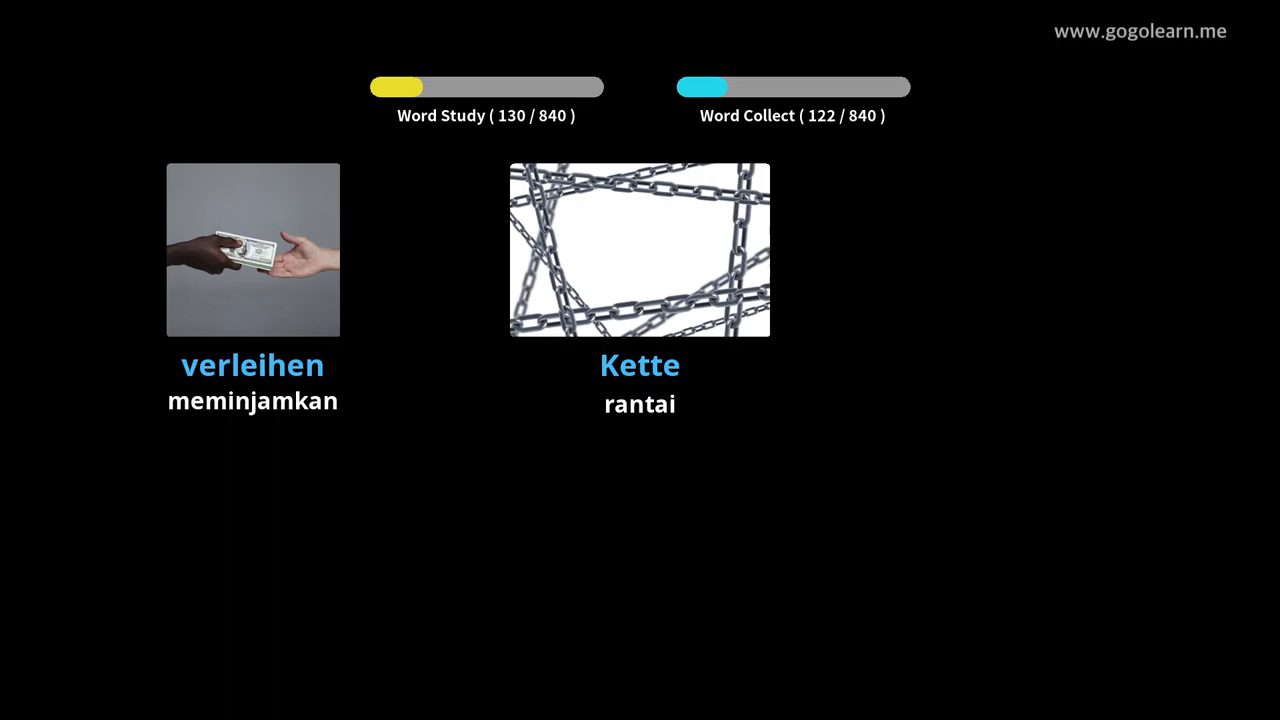 www.gogolearn.me
Word Study ( 130 / 840 )
Word Collect ( 122 / 840 )
verleihen
meminjamkan
Kette
rantai